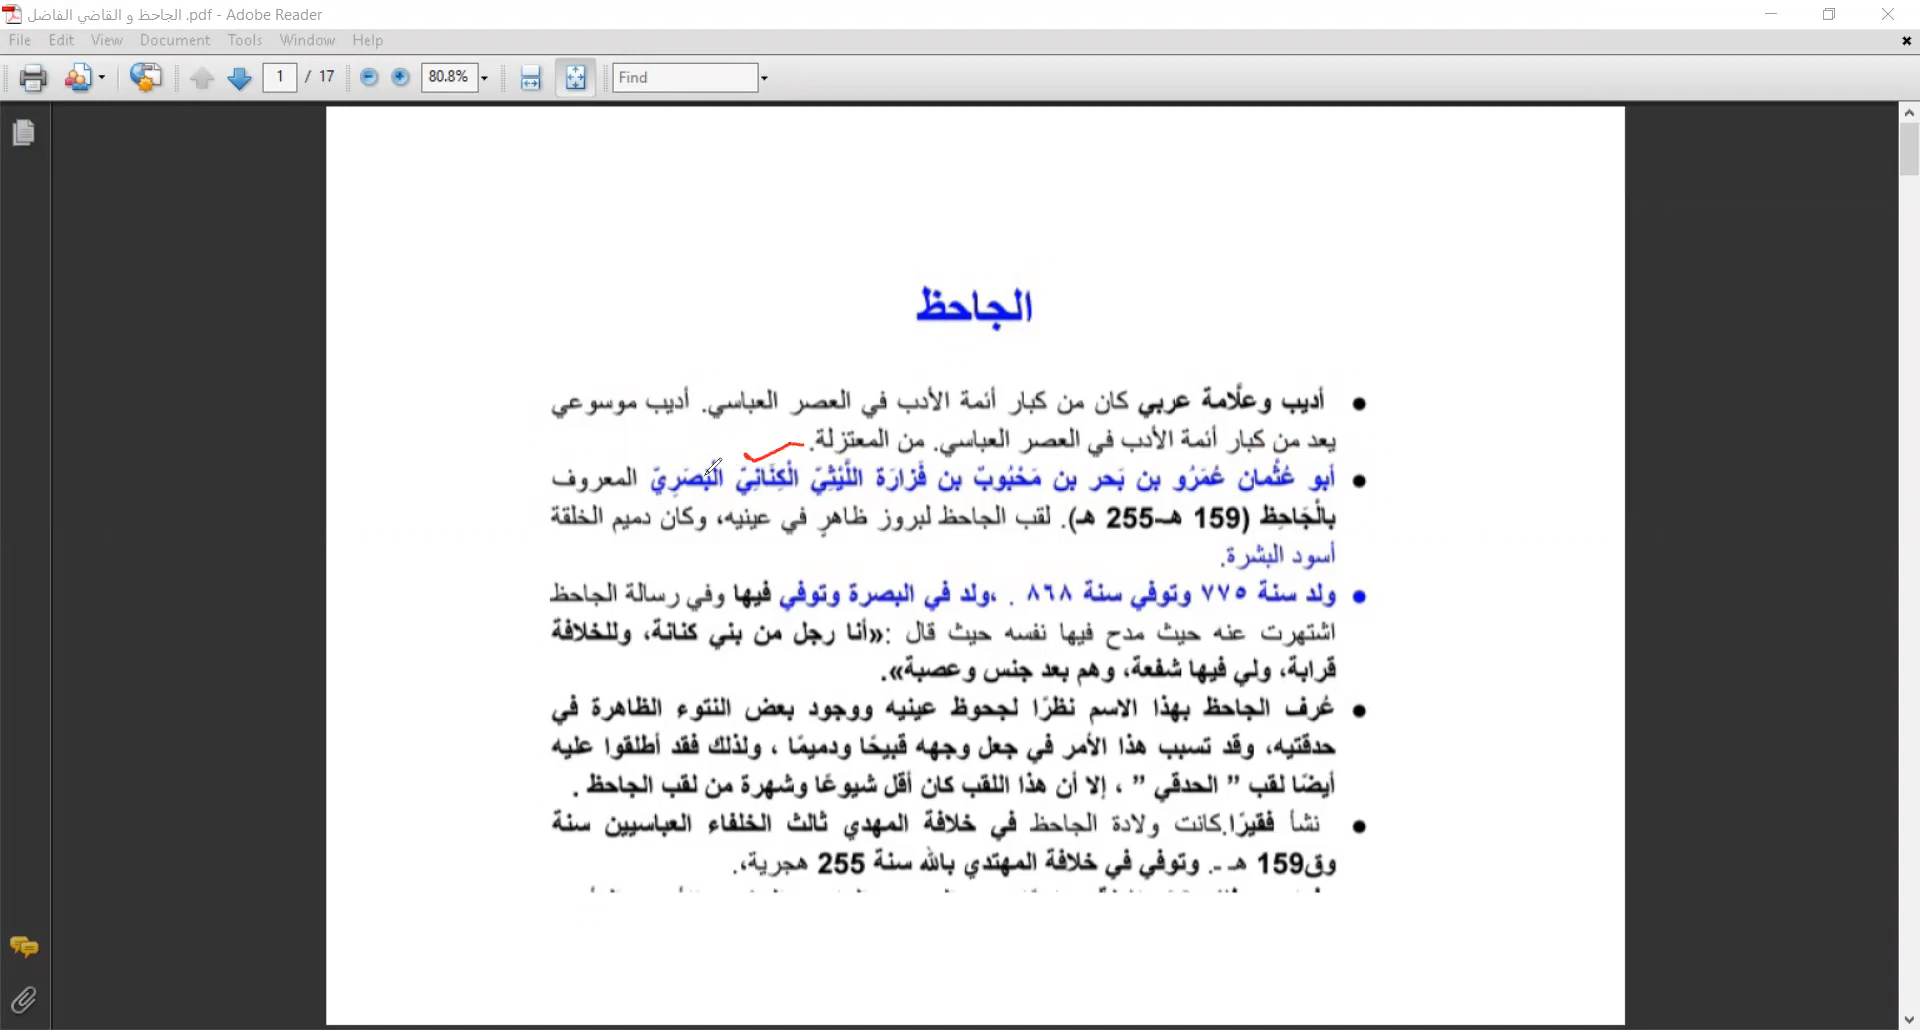 الجاحظ و القاضي الفاضل .pdf - Adobe Reader
File Edit View Document Tools Window Help
1 / 17 80.8% Find
الجاحظ
• أديب وعلَّامة عربي كان من كبار أئمة الأدب في العصر العباسي. أديب موسوعي
يعد من كبار أئمة الأدب في العصر العباسي. من المعتزلة.
• أبو عُثْمان عُمَرُو بن بَحر بن مَحْبُوبٌ بن فَزارَة اللَّيْثِيّ الْكِنَانِيّ الْبَصَرِيّ المعروف
بالْجَاحِظ (159 هـ-255 هـ). لقب الجاحظ لبروز ظاهرٍ في عينيه، وكان دميم الخلقة
أسود البشرة.
• ولد سنة ٧٧٥ وتوفي سنة ٨٦٨ . ،ولد في البصرة وتوفي فيها وفي رسالة الجاحظ
اشتهرت عنه حيث مدح فيها نفسه حيث قال :«أنا رجل من بني كنانة، وللخلافة
قرابة، ولي فيها شفعة، وهم بعد جنس وعصبة».
• عُرف الجاحظ بهذا الاسم نظرًا لجحوظ عينيه ووجود بعض النتوء الظاهرة في
حدقتيه، وقد تسبب هذا الأمر في جعل وجهه قبيحًا ودميمًا ، ولذلك فقد أطلقوا عليه
أيضًا لقب ” الحدقي ” ، إلا أن هذا اللقب كان أقل شيوعًا وشهرة من لقب الجاحظ .
• نشأ فقيرًا.كانت ولادة الجاحظ في خلافة المهدي ثالث الخلفاء العباسيين سنة
وق159 هـ -. وتوفي في خلافة المهتدي بالله سنة 255 هجرية،.